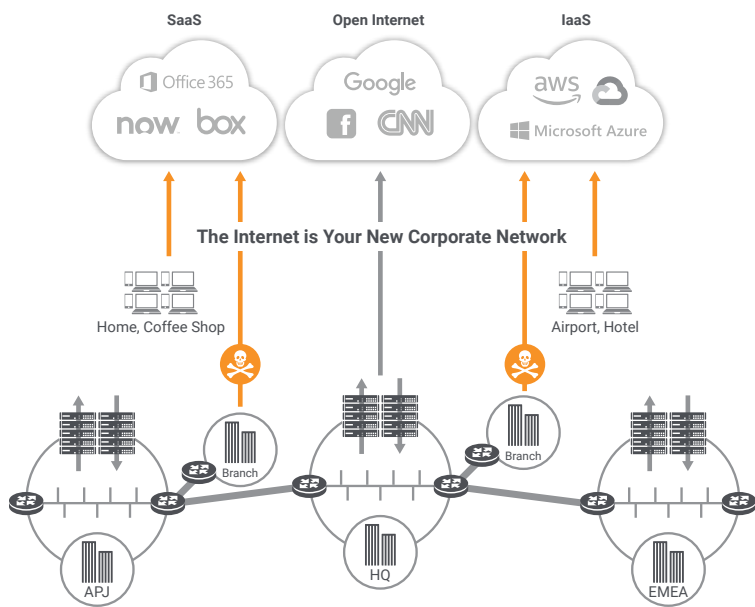 SaaS
Open Internet
IaaS
Office 365
now
box
Google
f
CNN
aws
Microsoft Azure
The Internet is Your New Corporate Network
Home, Coffee Shop
Airport, Hotel
Branch
Branch
APJ
HQ
EMEA